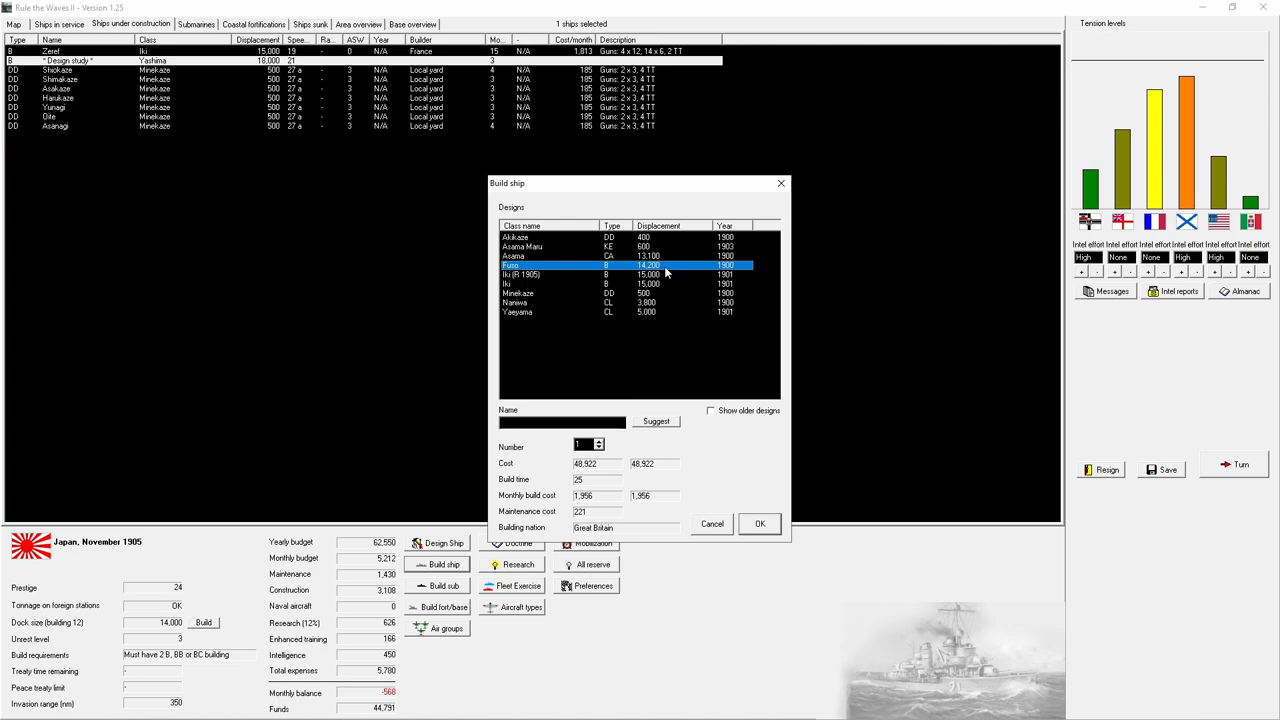 Rule the Waves II - Version 1.25
Map Ships in service Ships under construction Submarines Coastal fortifications Ships sunk Area overview Base overview 1 ships selected
Type Name Class Displacement Spee... Ra... ASW Year Builder Mo... - Cost/month Description
B Zeref Iki 15,000 19 0 N/A France 15 N/A 1,813 Guns: 4 x 12, 14 x 6, 2 TT
B * Design study * Yashima 18,000 21 3
DD Shiokaze Minekaze 500 27 a - 3 N/A Local yard 4 N/A 185 Guns: 2 x 3, 4 TT
DD Shimakaze Minekaze 500 27 a - 3 N/A Local yard 3 N/A 185 Guns: 2 x 3, 4 TT
DD Asakaze Minekaze 500 27 a - 3 N/A Local yard 3 N/A 185 Guns: 2 x 3, 4 TT
DD Harukaze Minekaze 500 27 a - 3 N/A Local yard 3 N/A 185 Guns: 2 x 3, 4 TT
DD Yunagi Minekaze 500 27 a - 3 N/A Local yard 3 N/A 185 Guns: 2 x 3, 4 TT
DD Oite Minekaze 500 27 a - 3 N/A Local yard 3 N/A 185 Guns: 2 x 3, 4 TT
DD Asanagi Minekaze 500 27 a - 3 N/A Local yard 4 N/A 185 Guns: 2 x 3, 4 TT
Build ship
Designs
Class name Type Displacement Year
Akikaze DD 400 1900
Asama Maru KE 600 1903
Asama CA 13,100 1900
Fuso B 14,200 1900
Iki (R 1905) B 15,000 1901
Iki B 15,000 1901
Minekaze DD 500 1900
Naniwa CL 3,800 1900
Yaeyama CL 5,000 1901
Name
Show older designs
Suggest
Number 1
Cost 48,922 48,922
Build time 25
Monthly build cost 1,956 1,956
Maintenance cost 221
Building nation Great Britain
Cancel OK
Tension levels
Intel effort Intel effort Intel effort Intel effort Intel effort Intel effort
High None None High None High
+ - + - + - + - + - + -
Messages Intel reports Almanac
Resign Save Turn
Japan, November 1905
Prestige 24
Tonnage on foreign stations OK
Dock size (building 12) 14,000 Build
Unrest level 3
Build requirements Must have 2 B, BB or BC building
Treaty time remaining -
Peace treaty limit -
Invasion range (nm) 350
Yearly budget 62,550
Monthly budget 5,212
Maintenance 1,430
Construction 3,108
Naval aircraft 0
Research (12%) 626
Enhanced training 166
Intelligence 450
Total expenses 5,780
Monthly balance -568
Funds 44,791
Design Ship Doctrine Mobilization
Build ship Research All reserve
Build sub Fleet Exercise Preferences
Build fort/base Aircraft types
Air groups